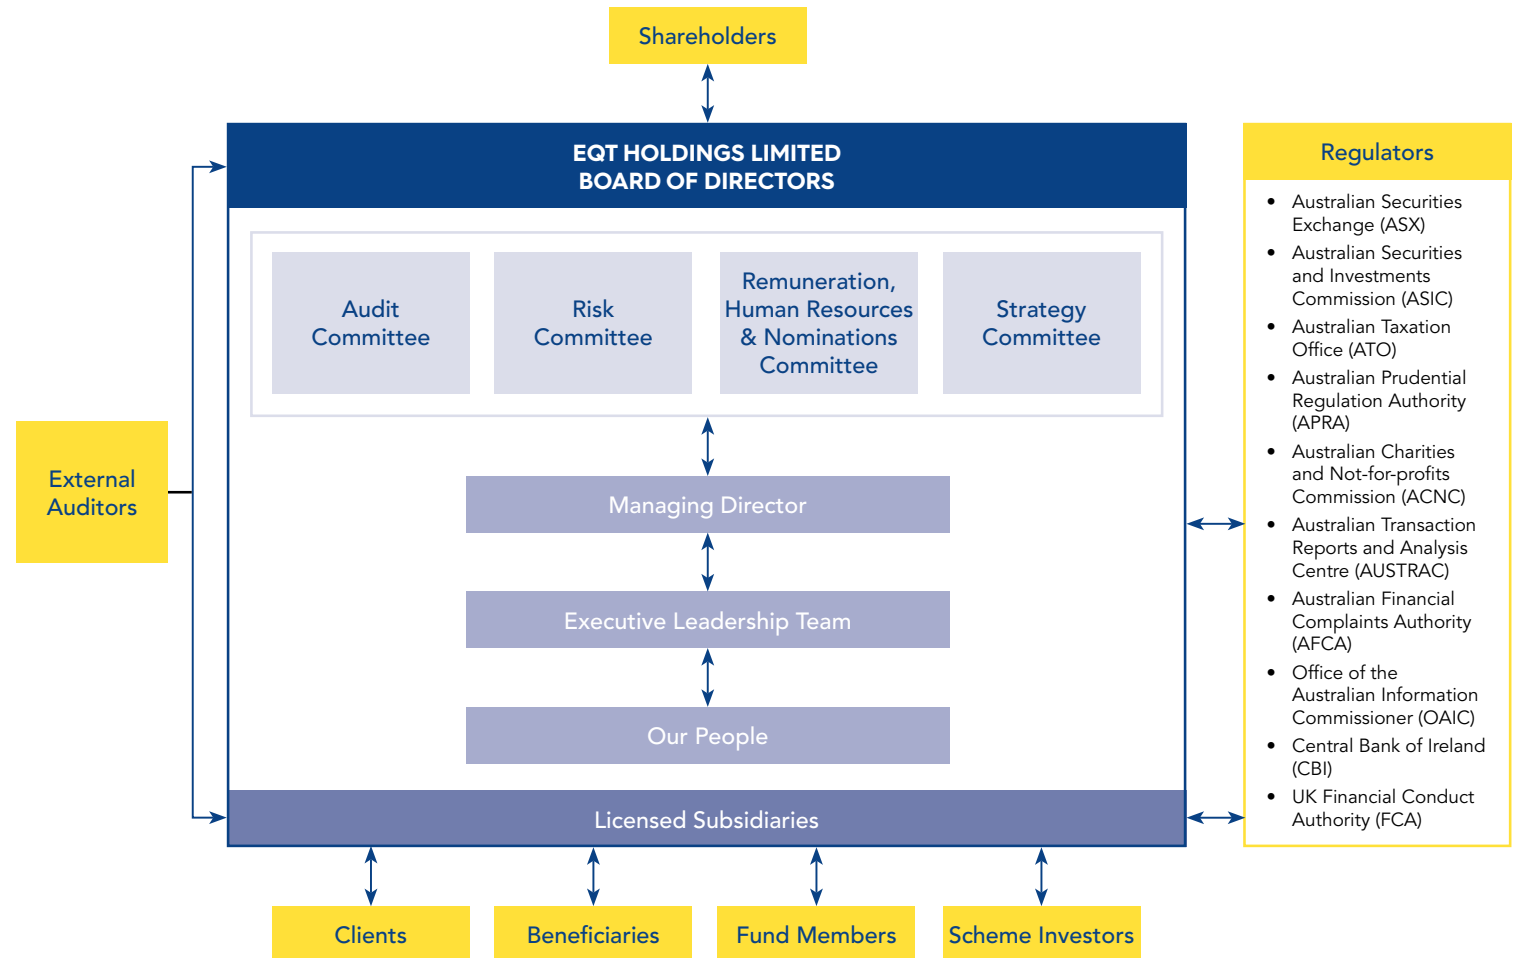 Shareholders
EQT HOLDINGS LIMITED
BOARD OF DIRECTORS
Audit
Committee
Risk
Committee
Remuneration,
Human Resources
& Nominations
Committee
Strategy
Committee
Managing Director
Executive Leadership Team
Our People
Licensed Subsidiaries
External
Auditors
Clients
Beneficiaries
Fund Members
Scheme Investors
Regulators
• Australian Securities
Exchange (ASX)
• Australian Securities
and Investments
Commission (ASIC)
• Australian Taxation
Office (ATO)
• Australian Prudential
Regulation Authority
(APRA)
• Australian Charities
and Not-for-profits
Commission (ACNC)
• Australian Transaction
Reports and Analysis
Centre (AUSTRAC)
• Australian Financial
Complaints Authority
(AFCA)
• Office of the
Australian Information
Commissioner (OAIC)
• Central Bank of Ireland
(CBI)
• UK Financial Conduct
Authority (FCA)